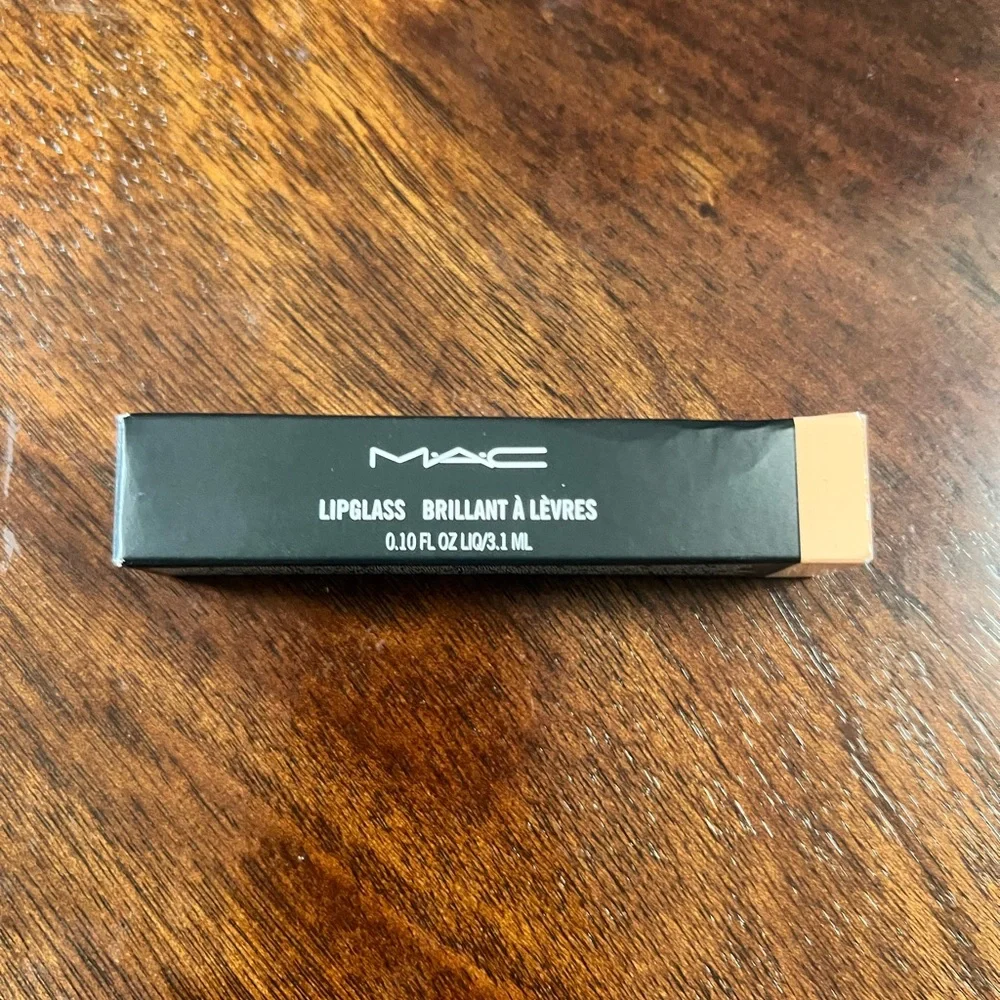 M·A·C
LIPGLASS BRILLANT À LÈVRES
0.10 FL OZ LIQ/3.1 ML